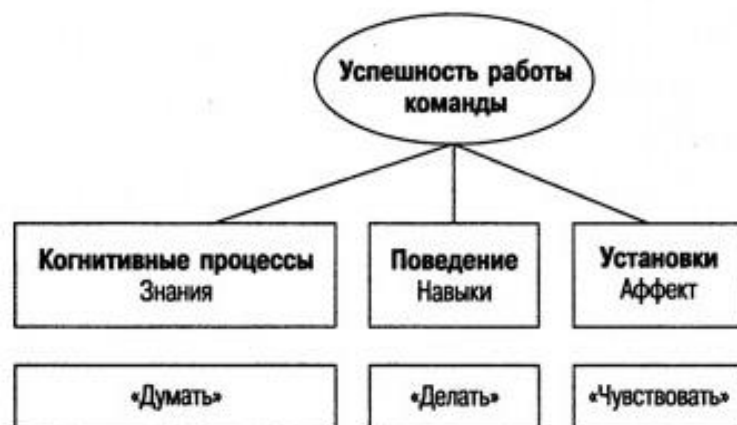 Успешность работы
команды
Когнитивные процессы
Знания
Поведение
Навыки
Установки
Аффект
«Думать»
«Делать»
«Чувствовать»